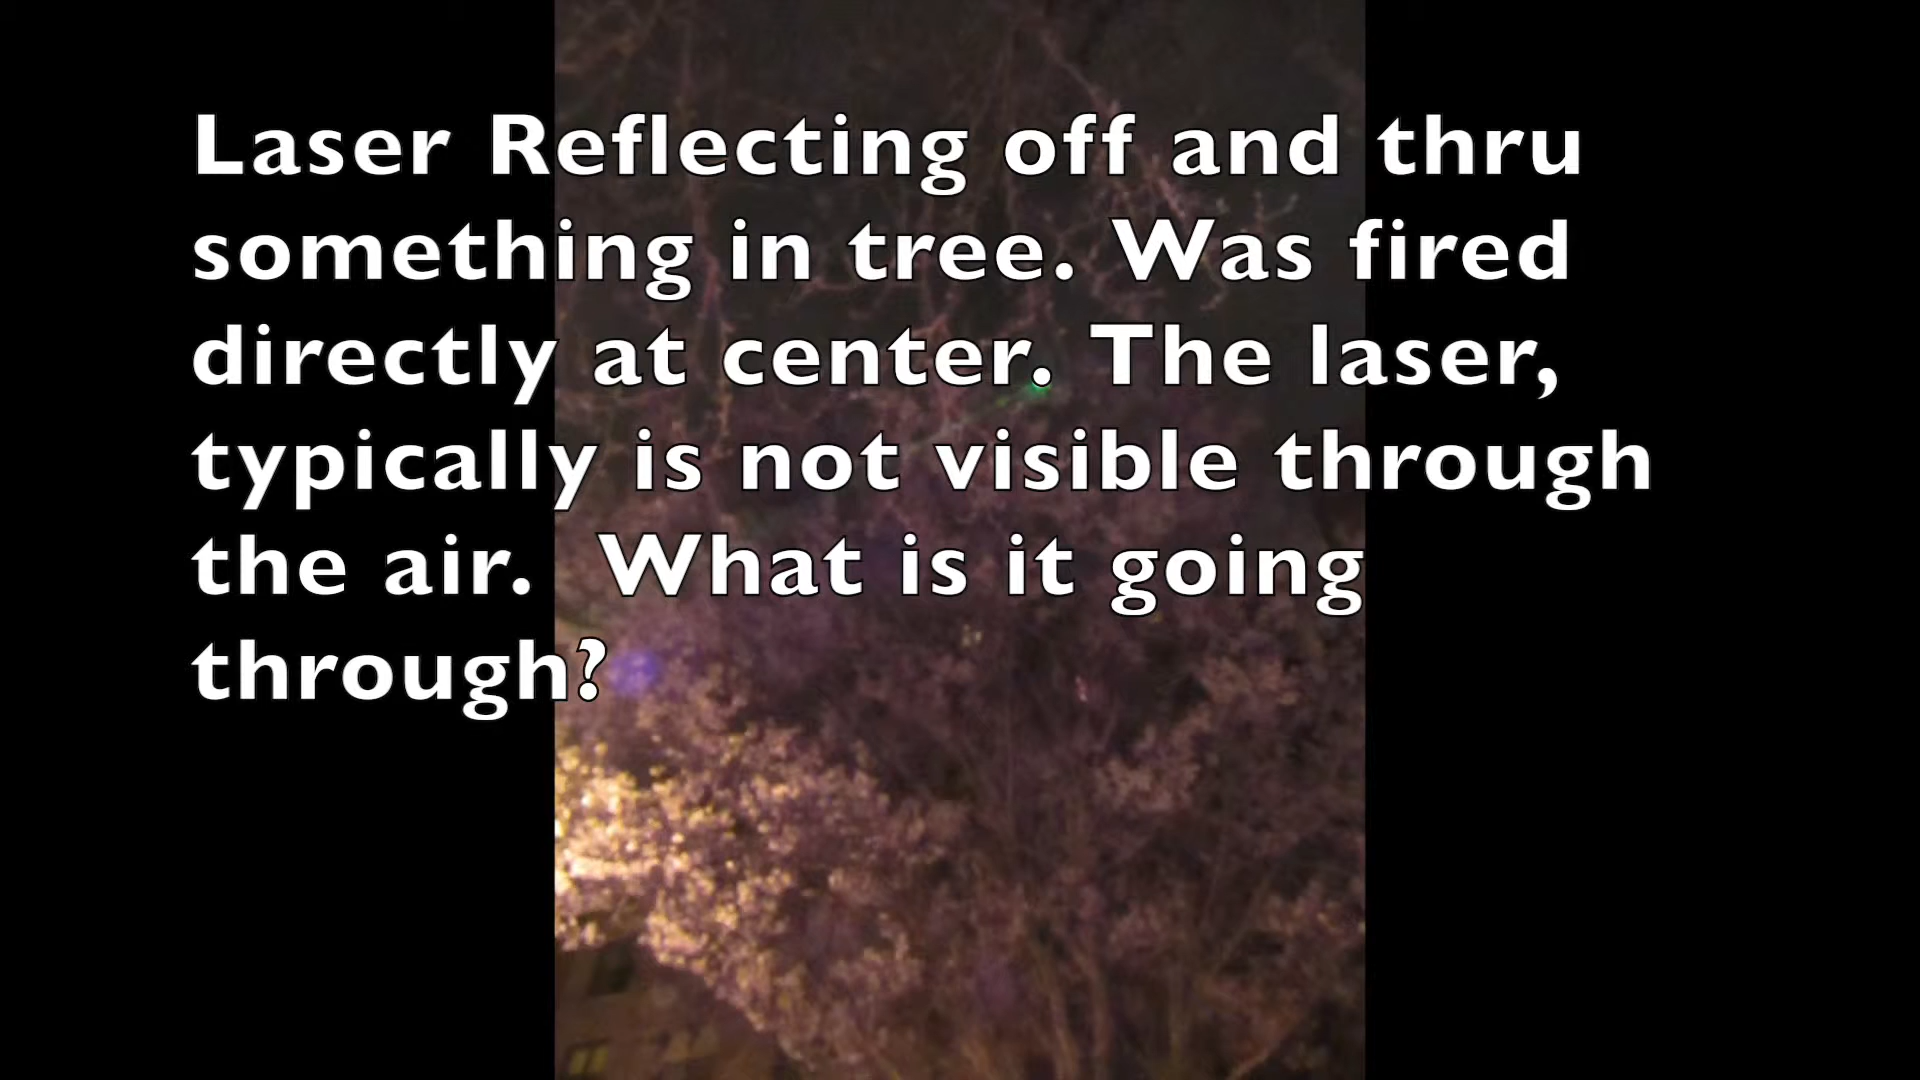 Laser Reflecting off and thru
something in tree. Was fired
directly at center. The laser,
typically is not visible through
the air.  What is it going
through?